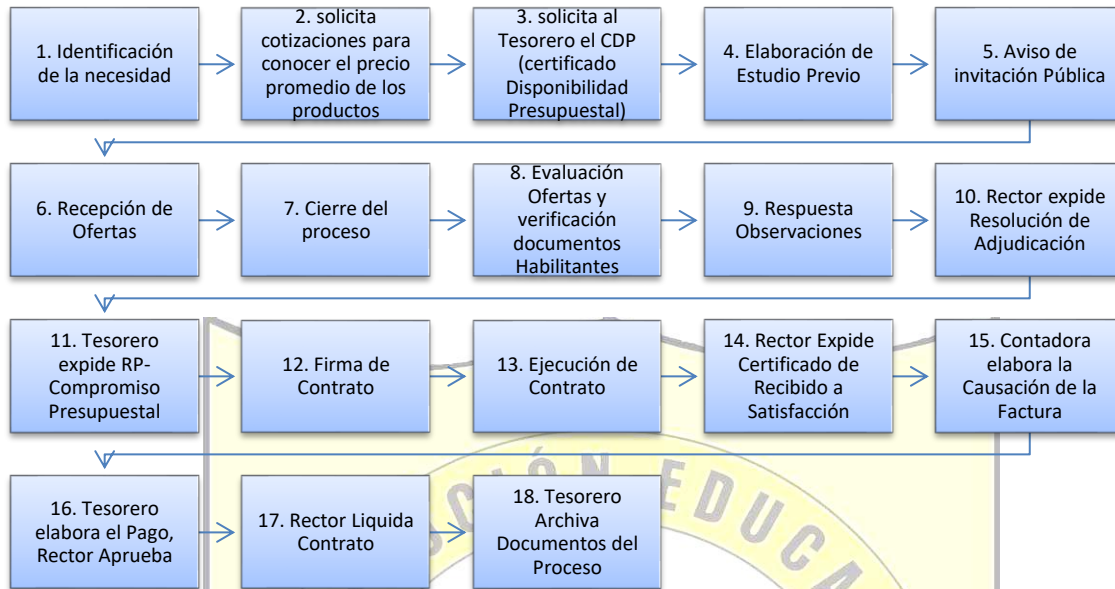 1. Identificación
de la necesidad
2. solicita
cotizaciones para
conocer el precio
promedio de los
productos
3. solicita al
Tesorero el CDP
(certificado
Disponibilidad
Presupuestal)
4. Elaboración de
Estudio Previo
5. Aviso de
invitación Pública
6. Recepción de
Ofertas
7. Cierre del
proceso
8. Evaluación
Ofertas y
verificación
documentos
Habilitantes
9. Respuesta
Observaciones
10. Rector expide
Resolución de
Adjudicación
11. Tesorero
expide RP-
Compromiso
Presupuestal
12. Firma de
Contrato
13. Ejecución de
Contrato
14. Rector Expide
Certificado de
Recibido a
Satisfacción
15. Contadora
elabora la
Causación de la
Factura
16. Tesorero
elabora el Pago,
Rector Aprueba
17. Rector Liquida
Contrato
18. Tesorero
Archiva
Documentos del
Proceso